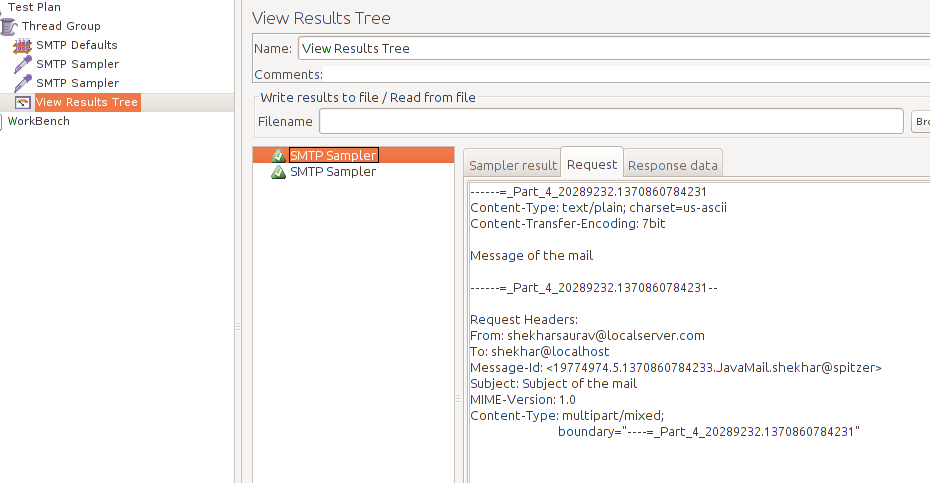 Test Plan
Thread Group
SMTP Defaults
SMTP Sampler
SMTP Sampler
View Results Tree
WorkBench
View Results Tree
Name: View Results Tree
Comments:
Write results to file / Read from file
Filename
Bro
SMTP Sampler
SMTP Sampler
Sampler result Request Response data
------=_Part_4_20289232.1370860784231
Content-Type: text/plain; charset=us-ascii
Content-Transfer-Encoding: 7bit
Message of the mail
------=_Part_4_20289232.1370860784231--
Request Headers:
From: shekharsaurav@localserver.com
To: shekhar@localhost
Message-Id: <19774974.5.1370860784233.JavaMail.shekhar@spitzer>
Subject: Subject of the mail
MIME-Version: 1.0
Content-Type: multipart/mixed;
boundary="----=_Part_4_20289232.1370860784231"